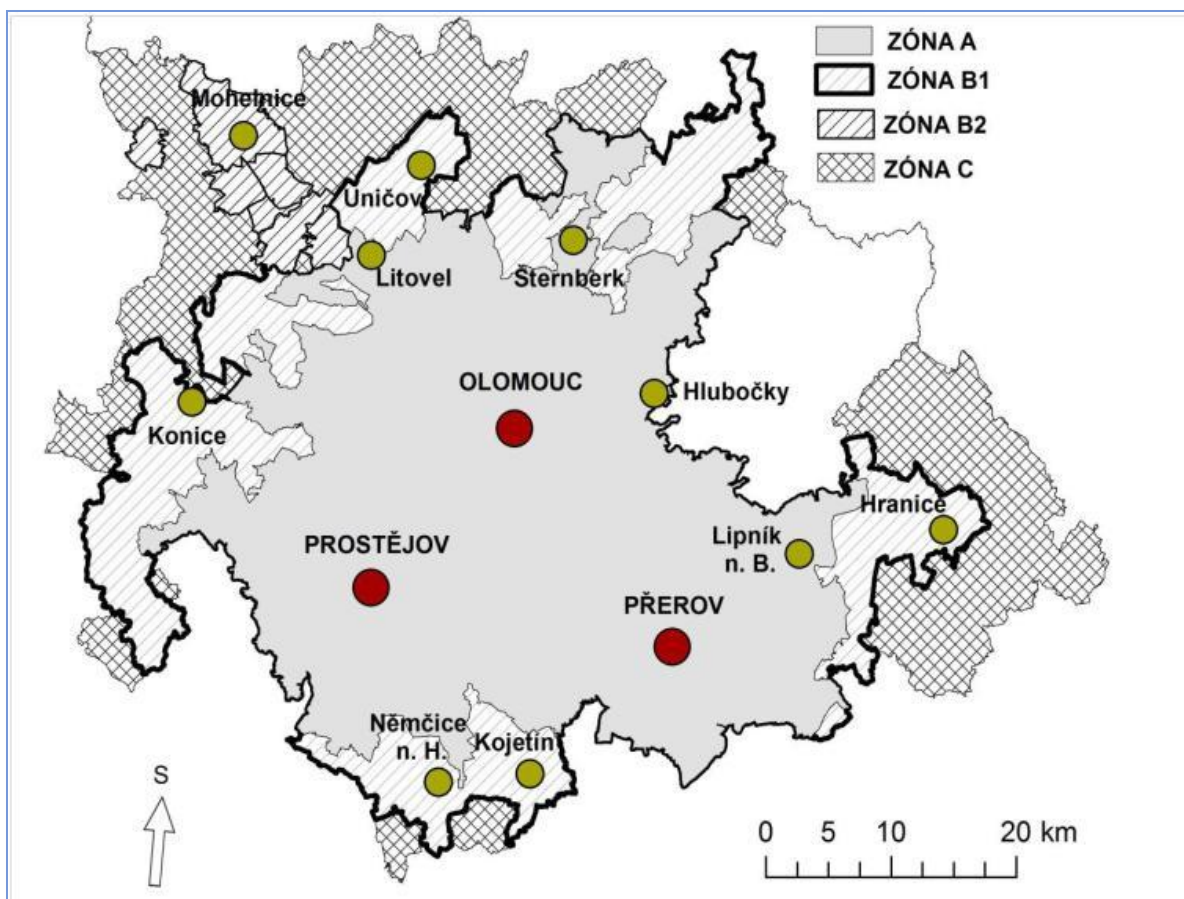 ZÓNA A
ZÓNA B1
ZÓNA B2
ZÓNA C
Mohelnice
Uničov
Litovel
Šternberk
OLOMOUC
Hlubočky
Konice
Hranice
Lipník
n. B.
PROSTĚJOV
PŘEROV
Němčice
n. H.
Kojetín
S
0 5 10 20 km